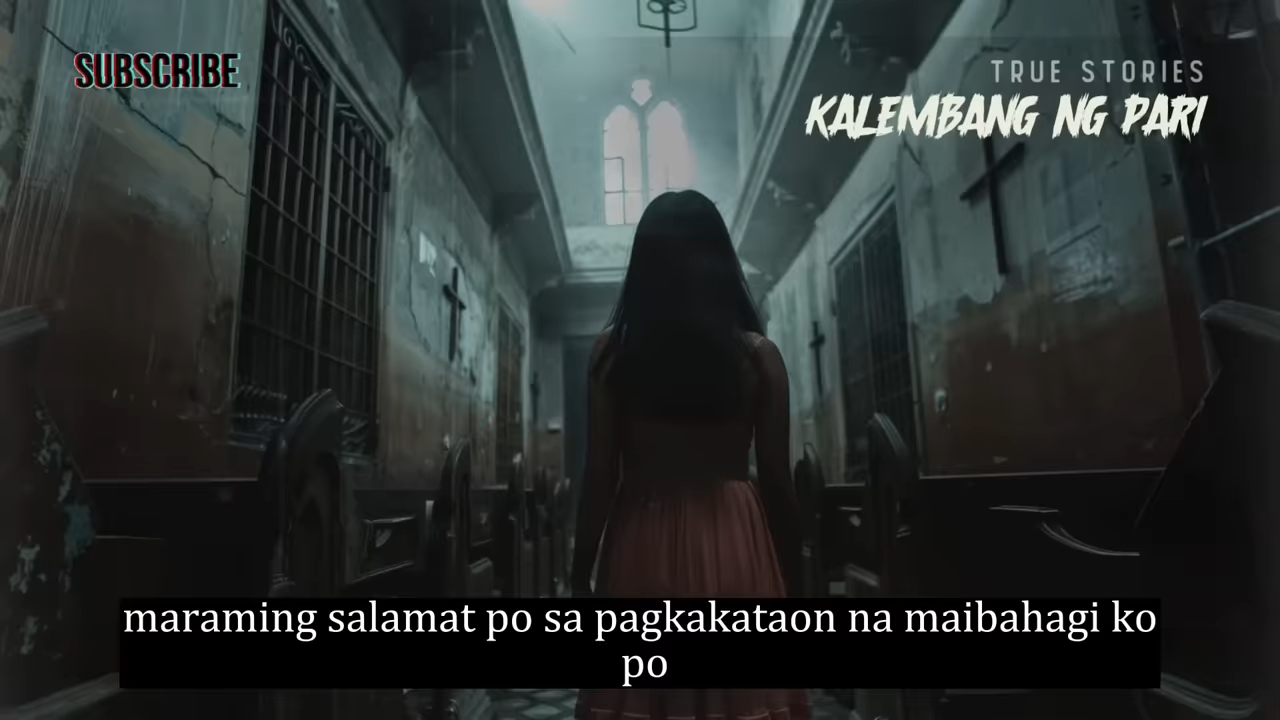 SUBSCRIBE
TRUE STORIES
KALEMBANG NG PARI
maraming salamat po sa pagkakataon na maibahagi ko
po